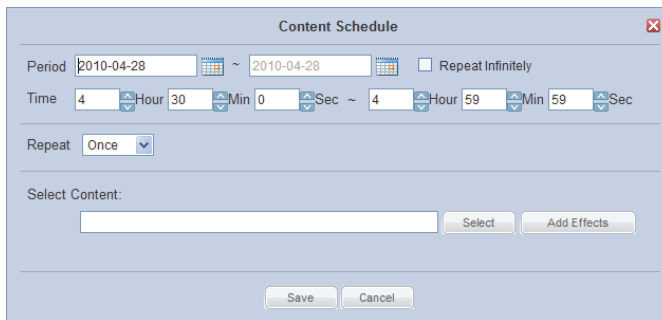 Content Schedule
Period 2010-04-28 ~ 2010-04-28 Repeat Infinitely
Time 4 Hour 30 Min 0 Sec ~ 4 Hour 59 Min 59 Sec
Repeat Once
Select Content:
Select Add Effects
Save Cancel